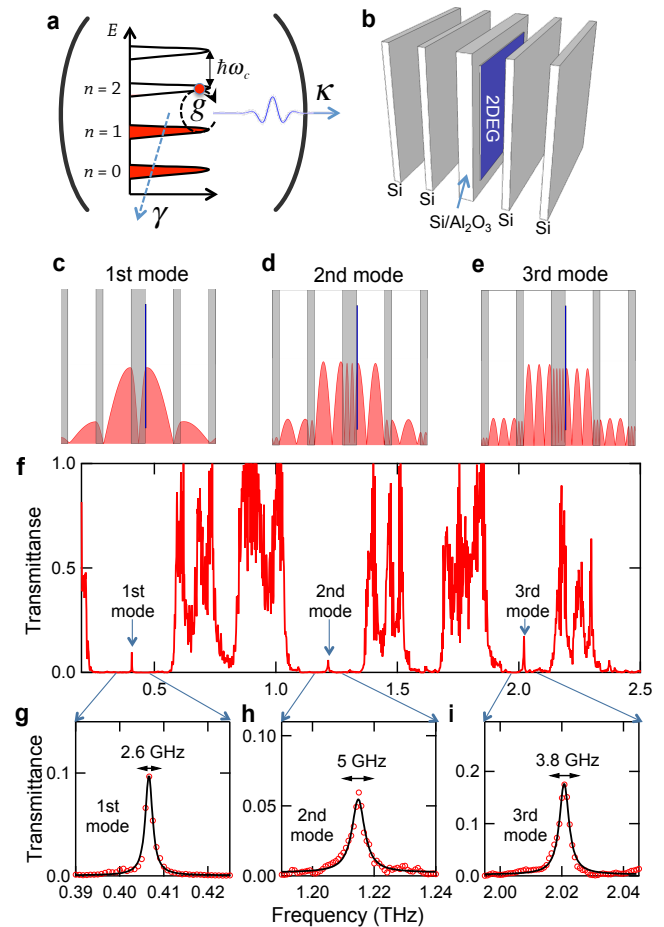 a
E
ħω_c
n = 2
g
κ
n = 1
n = 0
γ
b
2DEG
Si
Si
Si/Al₂O₃
Si
Si
c
1st mode
d
2nd mode
e
3rd mode
f
Transmittanse
1.0
0.5
0.0
1st
mode
2nd
mode
3rd
mode
0.5
1.0
1.5
2.0
2.5
g
h
i
Transmittance
0.1
0.0
2.6 GHz
1st
mode
0.39
0.40
0.41
0.42
0.10
0.05
0.00
5 GHz
2nd
mode
1.20
1.22
1.24
0.2
0.1
0.0
3.8 GHz
3rd
mode
2.00
2.02
2.04
Frequency (THz)